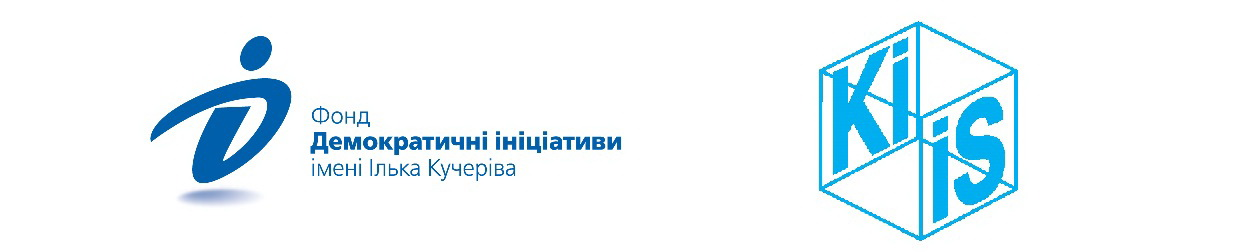 Фонд
Демократичні ініціативи
імені Ілька Кучеріва
Ki
iS